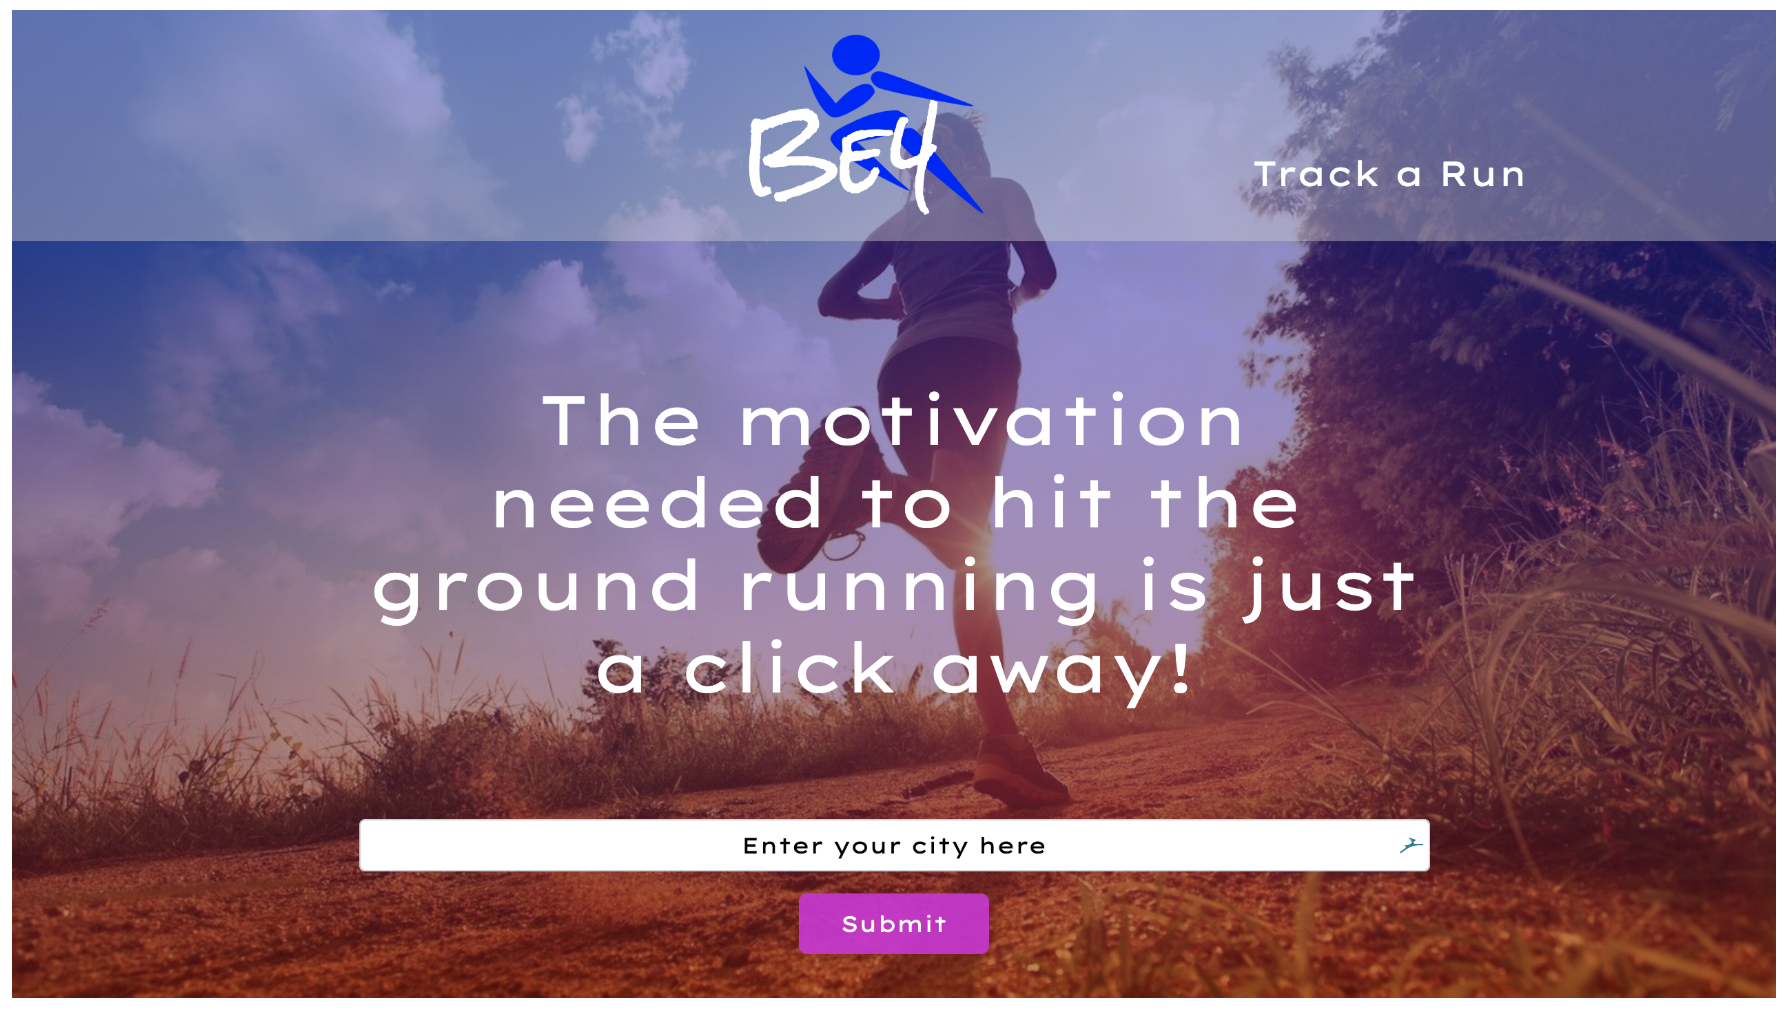 BE4
Track a Run
The motivation
needed to hit the
ground running is just
a click away!
Enter your city here
Submit